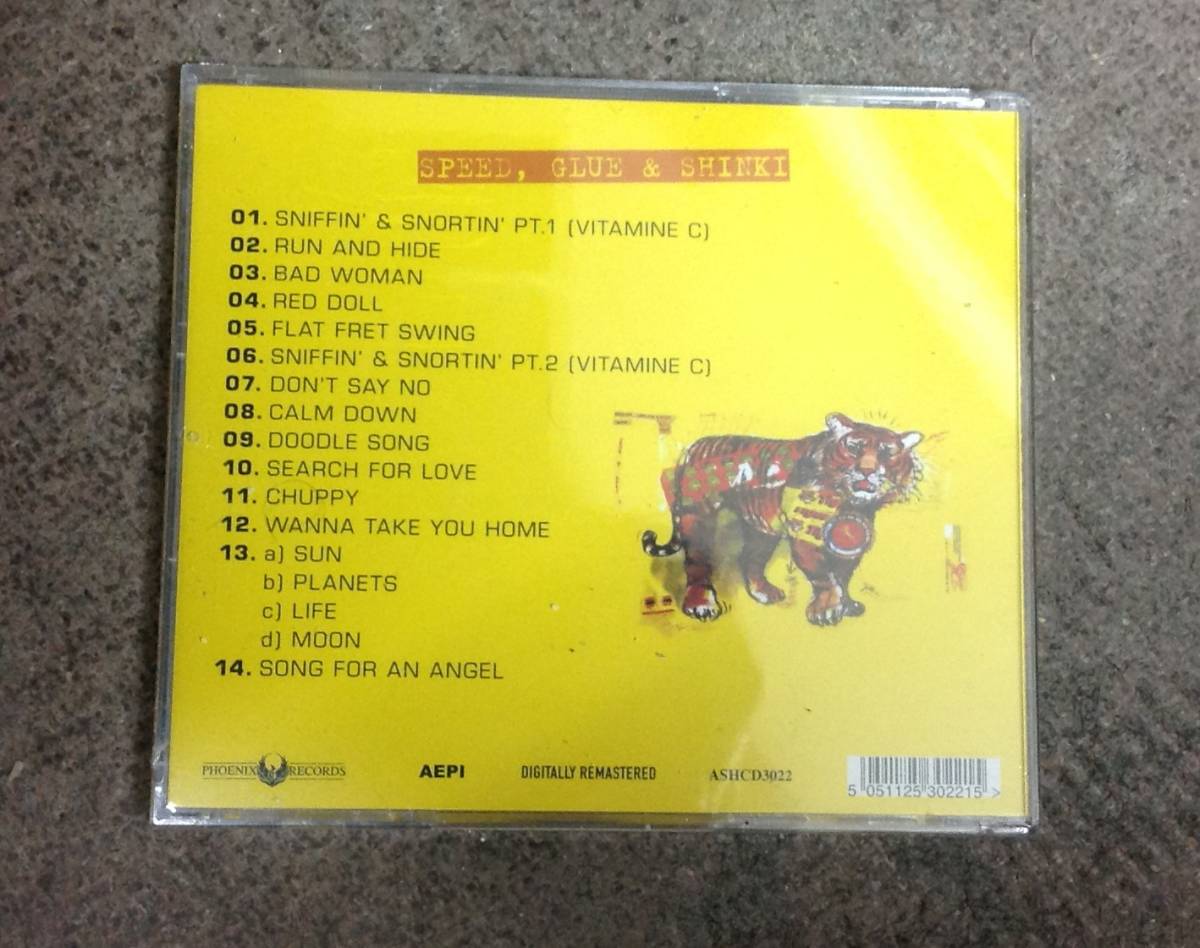 SPEED, GLUE & SHINKI
01. SNIFFIN' & SNORTIN' PT.1 (VITAMINE C)
02. RUN AND HIDE
03. BAD WOMAN
04. RED DOLL
05. FLAT FRET SWING
06. SNIFFIN' & SNORTIN' PT.2 (VITAMINE C)
07. DON'T SAY NO
08. CALM DOWN
09. DOODLE SONG
10. SEARCH FOR LOVE
11. CHUPPY
12. WANNA TAKE YOU HOME
13. a) SUN
b) PLANETS
c) LIFE
d) MOON
14. SONG FOR AN ANGEL
PHOENIX RECORDS AEPI DIGITALLY REMASTERED ASHCD3022
5 051125 302215 >